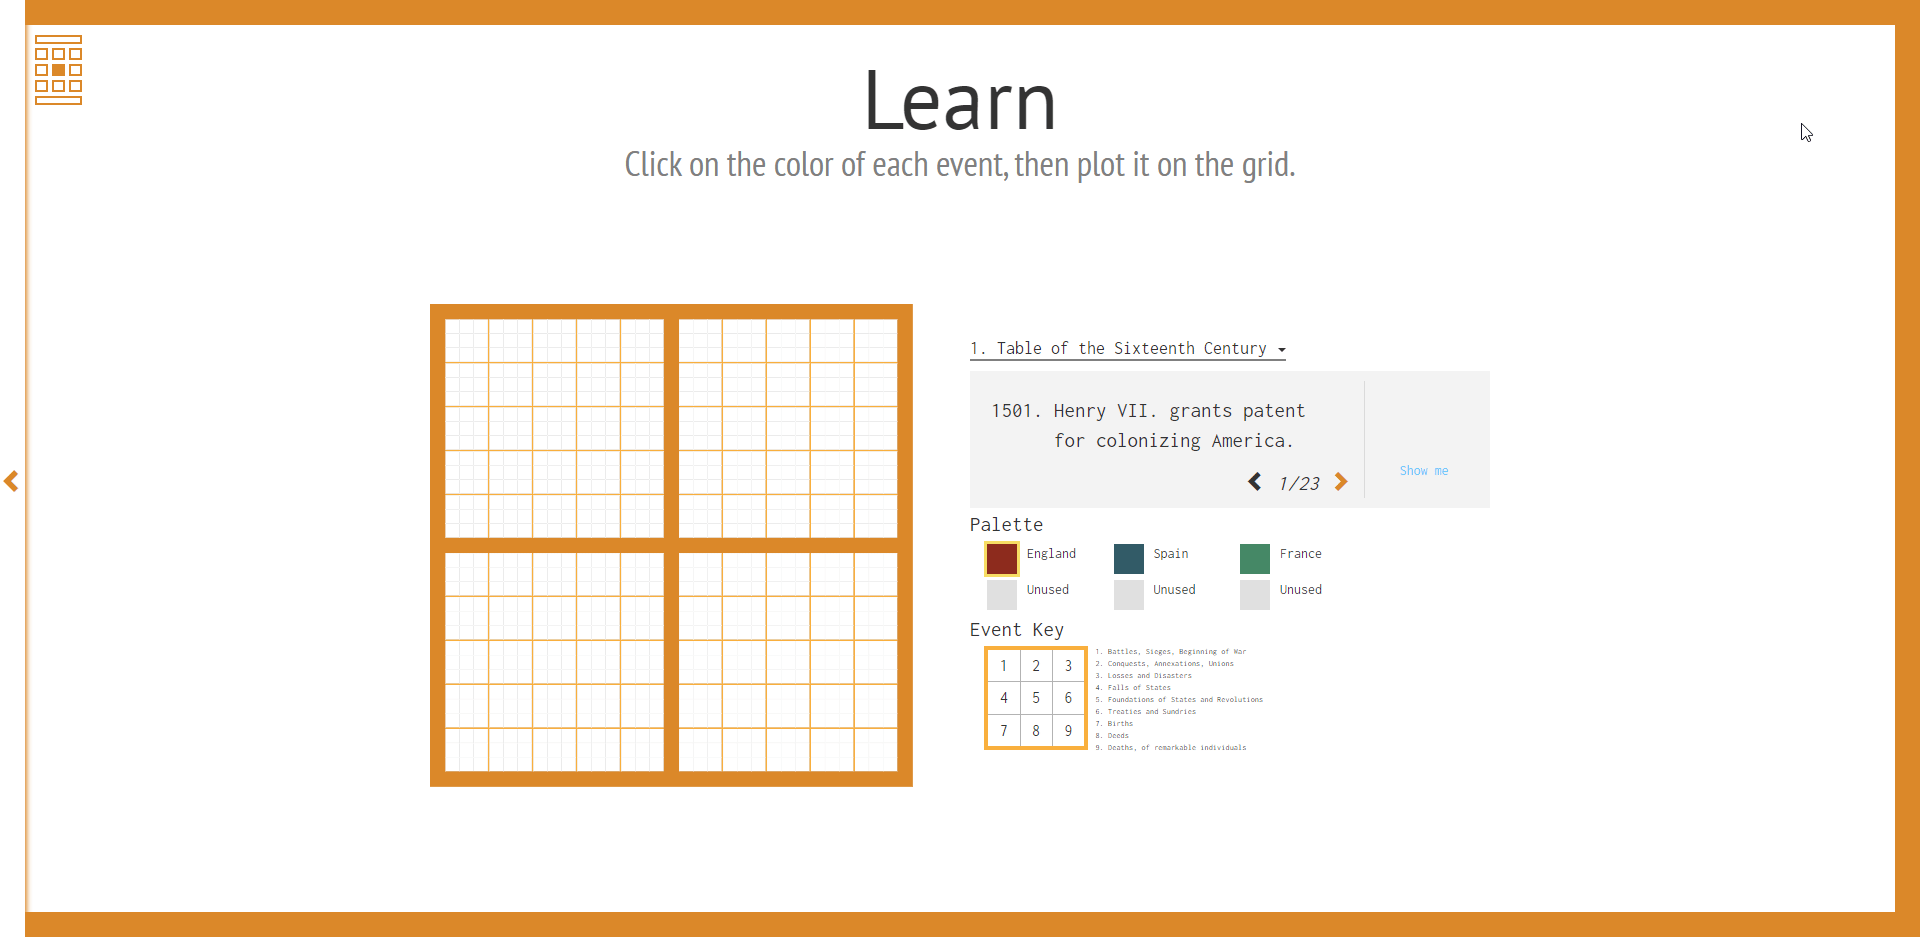 Learn
Click on the color of each event, then plot it on the grid.
1. Table of the Sixteenth Century
1501. Henry VII. grants patent
for colonizing America.
1/23
Show me
Palette
England
Spain
France
Unused
Unused
Unused
Event Key
1 2 3
4 5 6
7 8 9
1. Battles, Sieges, Beginning of War
2. Conquests, Annexations, Unions
3. Losses and Disasters
4. Falls of States
5. Foundations of States and Revolutions
6. Treaties and Sundries
7. Births
8. Deeds
9. Deaths, of remarkable individuals